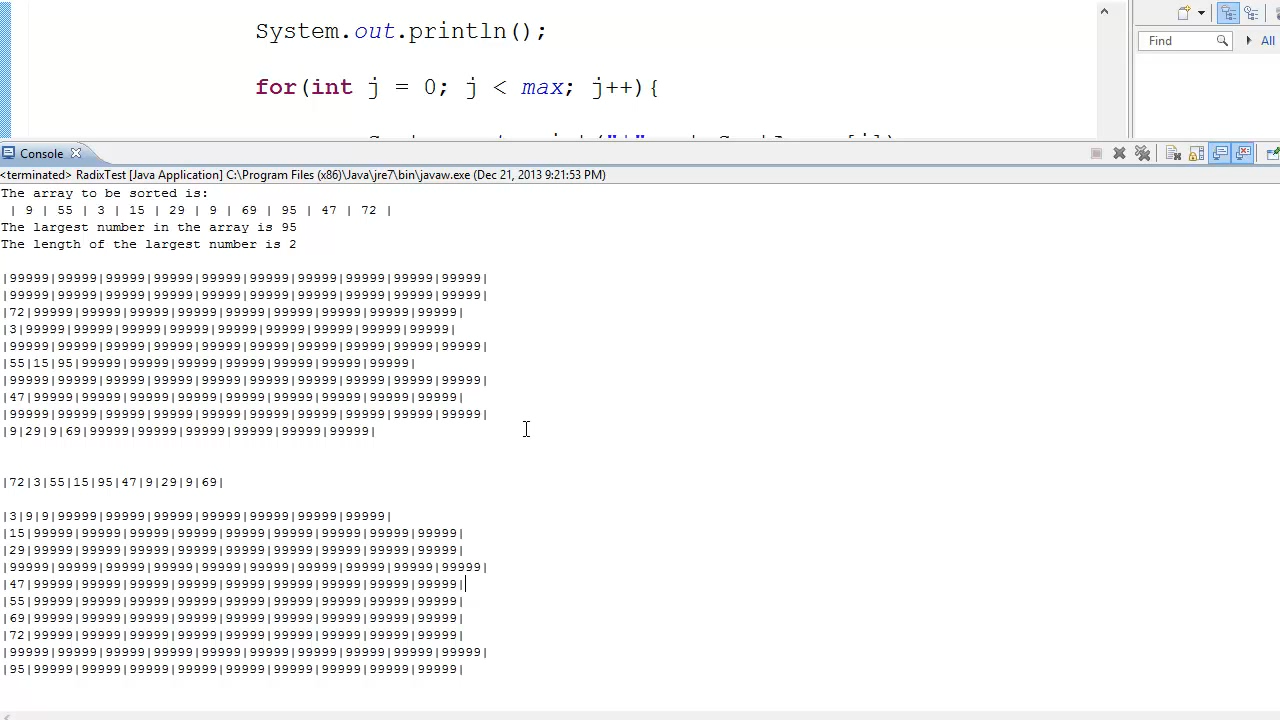 System.out.println();
for(int j = 0; j < max; j++){
Find
All
Console
<terminated> RadixTest [Java Application] C:\Program Files (x86)\Java\jre7\bin\javaw.exe (Dec 21, 2013 9:21:53 PM)
The array to be sorted is:
| 9 | 55 | 3 | 15 | 29 | 9 | 69 | 95 | 47 | 72 |
The largest number in the array is 95
The length of the largest number is 2
|99999|99999|99999|99999|99999|99999|99999|99999|99999|99999|
|99999|99999|99999|99999|99999|99999|99999|99999|99999|99999|
|72|99999|99999|99999|99999|99999|99999|99999|99999|99999|
|3|99999|99999|99999|99999|99999|99999|99999|99999|99999|
|99999|99999|99999|99999|99999|99999|99999|99999|99999|99999|
|55|15|95|99999|99999|99999|99999|99999|99999|99999|
|99999|99999|99999|99999|99999|99999|99999|99999|99999|99999|
|47|99999|99999|99999|99999|99999|99999|99999|99999|99999|
|99999|99999|99999|99999|99999|99999|99999|99999|99999|99999|
|9|29|9|69|99999|99999|99999|99999|99999|99999|
|72|3|55|15|95|47|9|29|9|69|
|3|9|9|99999|99999|99999|99999|99999|99999|99999|
|15|99999|99999|99999|99999|99999|99999|99999|99999|99999|
|29|99999|99999|99999|99999|99999|99999|99999|99999|99999|
|99999|99999|99999|99999|99999|99999|99999|99999|99999|99999|
|47|99999|99999|99999|99999|99999|99999|99999|99999|99999|
|55|99999|99999|99999|99999|99999|99999|99999|99999|99999|
|69|99999|99999|99999|99999|99999|99999|99999|99999|99999|
|72|99999|99999|99999|99999|99999|99999|99999|99999|99999|
|99999|99999|99999|99999|99999|99999|99999|99999|99999|99999|
|95|99999|99999|99999|99999|99999|99999|99999|99999|99999|